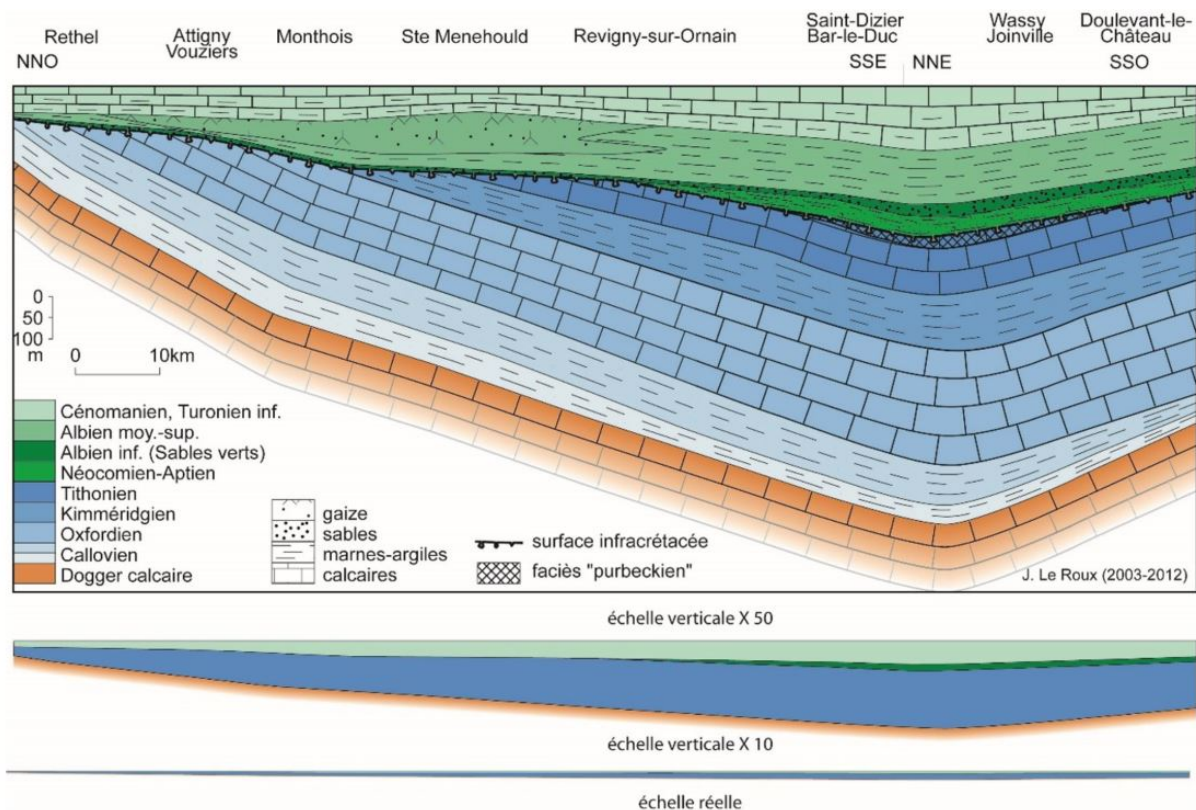 Rethel
Attigny
Vouziers
Monthois
Ste Menehould
Revigny-sur-Ornain
Saint-Dizier
Bar-le-Duc
Wassy
Joinville
Doulevant-le-
Château
NNO
SSE
NNE
SSO
0
50
100
m
0
10km
Cénomanien, Turonien inf.
Albien moy.-sup.
Albien inf. (Sables verts)
Néocomien-Aptien
Tithonien
Kimméridgien
Oxfordien
Callovien
Dogger calcaire
gaize
sables
marnes-argiles
calcaires
surface infracrétacée
faciès "purbeckien"
J. Le Roux (2003-2012)
échelle verticale X 50
échelle verticale X 10
échelle réelle